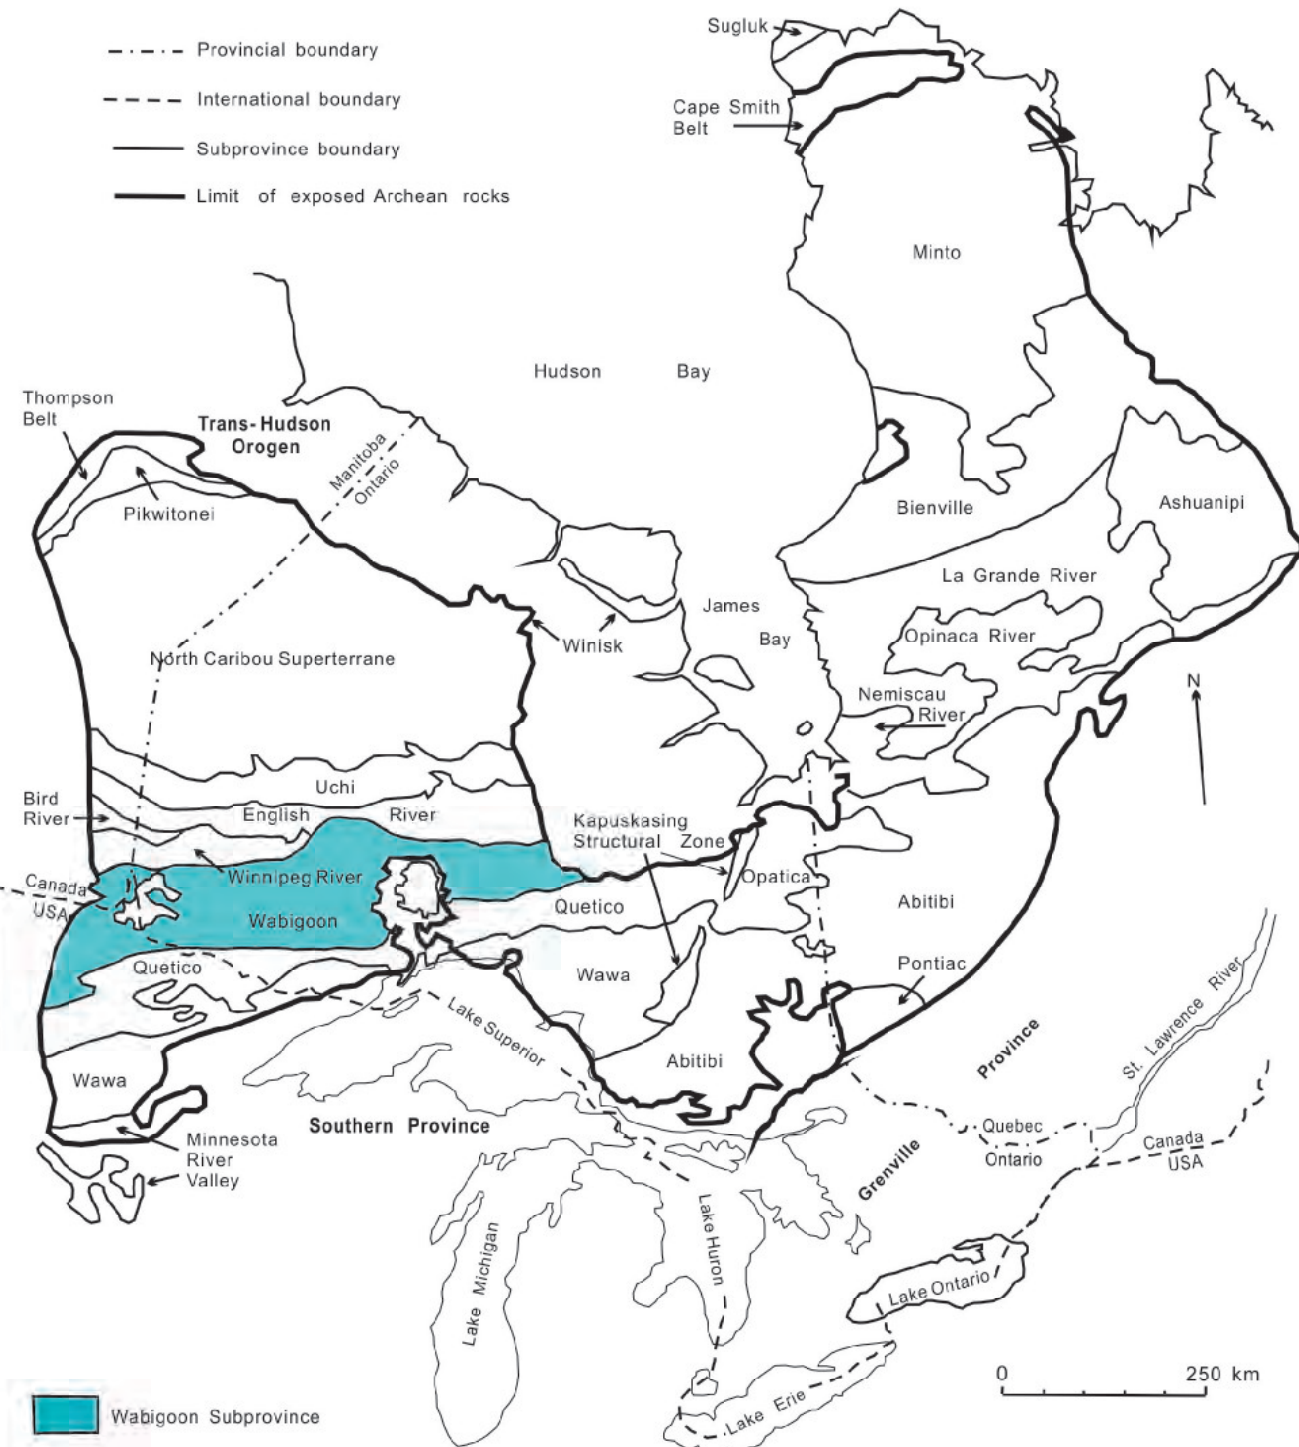 Provincial boundary
International boundary
Subprovince boundary
Limit of exposed Archean rocks
Sugluk
Cape Smith
Belt
Minto
Hudson Bay
Thompson
Belt
Trans-Hudson
Orogen
Manitoba
Ontario
Pikwitonei
Bienville
Ashuanipi
La Grande River
James
Bay
Opinaca River
Winisk
North Caribou Superterrane
Nemiscau
River
N
Uchi
Bird
River
English River
Kapuskasing
Structural Zone
Winnipeg River
Opatica
Canada
USA
Wabigoon
Quetico
Abitibi
Quetico
Wawa
Pontiac
Lake Superior
Abitibi
Wawa
Province
St. Lawrence River
Southern Province
Minnesota
River
Valley
Quebec
Ontario
Canada
USA
Grenville
Lake Michigan
Lake Huron
Lake Ontario
Lake Erie
0 250 km
Wabigoon Subprovince